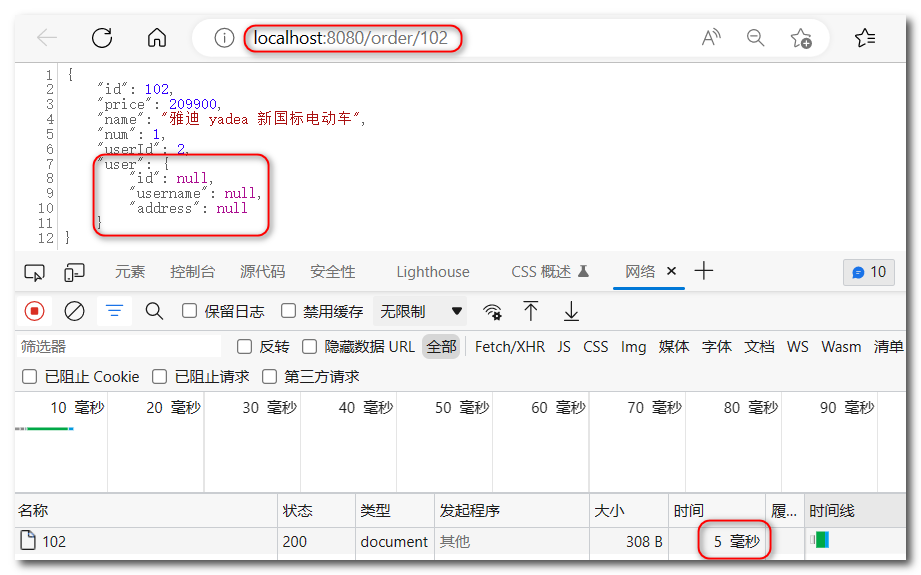 localhost:8080/order/102
1 {
2 "id": 102,
3 "price": 209900,
4 "name": "雅迪 yadea 新国标电动车",
5 "num": 1,
6 "userId": 2,
7 "user": {
8 "id": null,
9 "username": null,
10 "address": null
11 }
12 }
元素 控制台 源代码 安全性 Lighthouse CSS 概述 网络 10
保留日志 禁用缓存 无限制
筛选器 反转 隐藏数据 URL 全部 Fetch/XHR JS CSS Img 媒体 字体 文档 WS Wasm 清单
已阻止 Cookie 已阻止请求 第三方请求
10 毫秒 20 毫秒 30 毫秒 40 毫秒 50 毫秒 60 毫秒 70 毫秒 80 毫秒 90 毫秒
名称 状态 类型 发起程序 大小 时间 履... 时间线
102 200 document 其他 308 B 5 毫秒